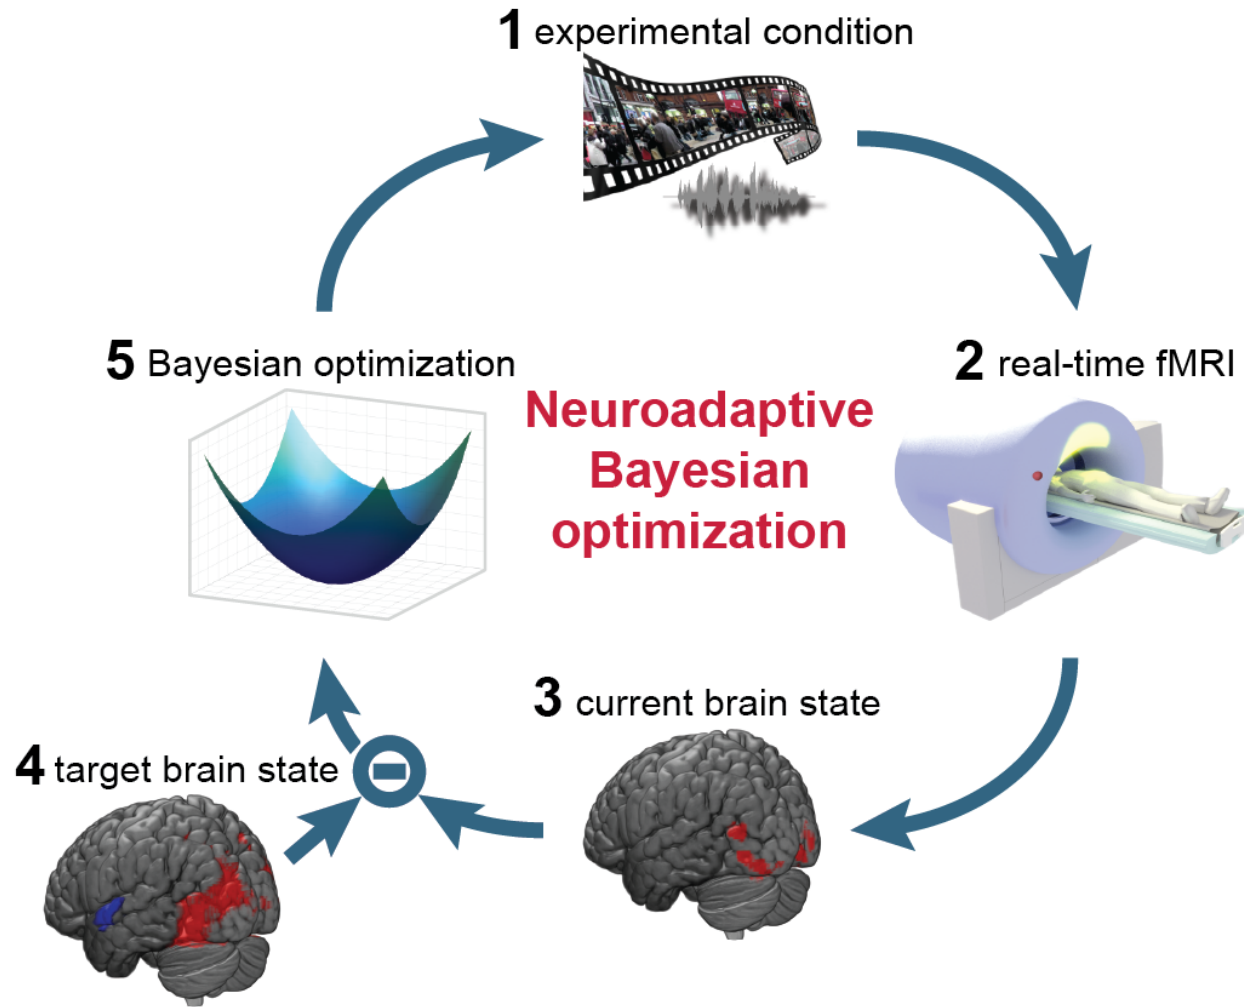 1 experimental condition
2 real-time fMRI
3 current brain state
4 target brain state
5 Bayesian optimization
Neuroadaptive
Bayesian
optimization